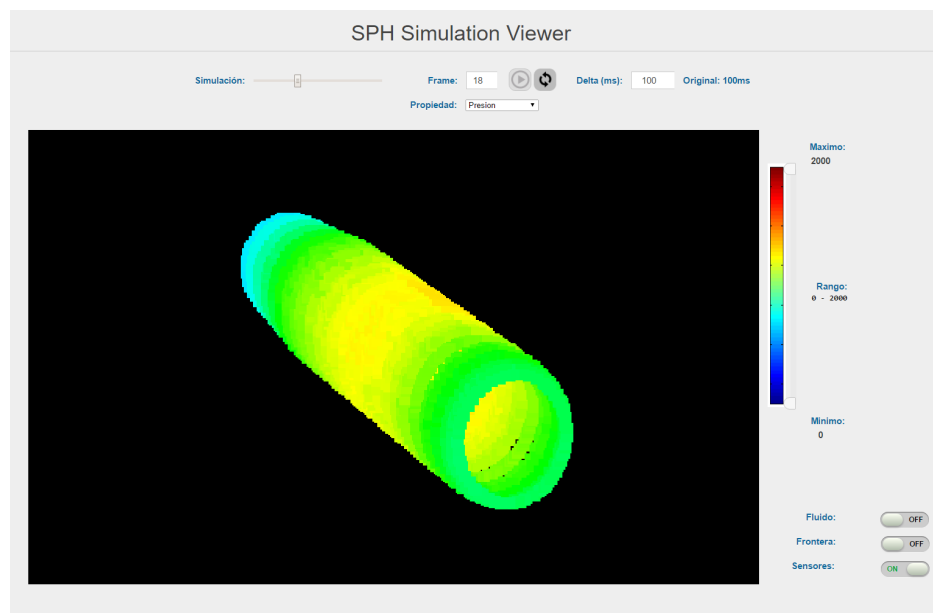 SPH Simulation Viewer
Simulación:
Frame: 18
Delta (ms): 100
Original: 100ms
Propiedad: Presion
Maximo:
2000
Rango:
0 - 2000
Minimo:
0
Fluido: OFF
Frontera: OFF
Sensores: ON